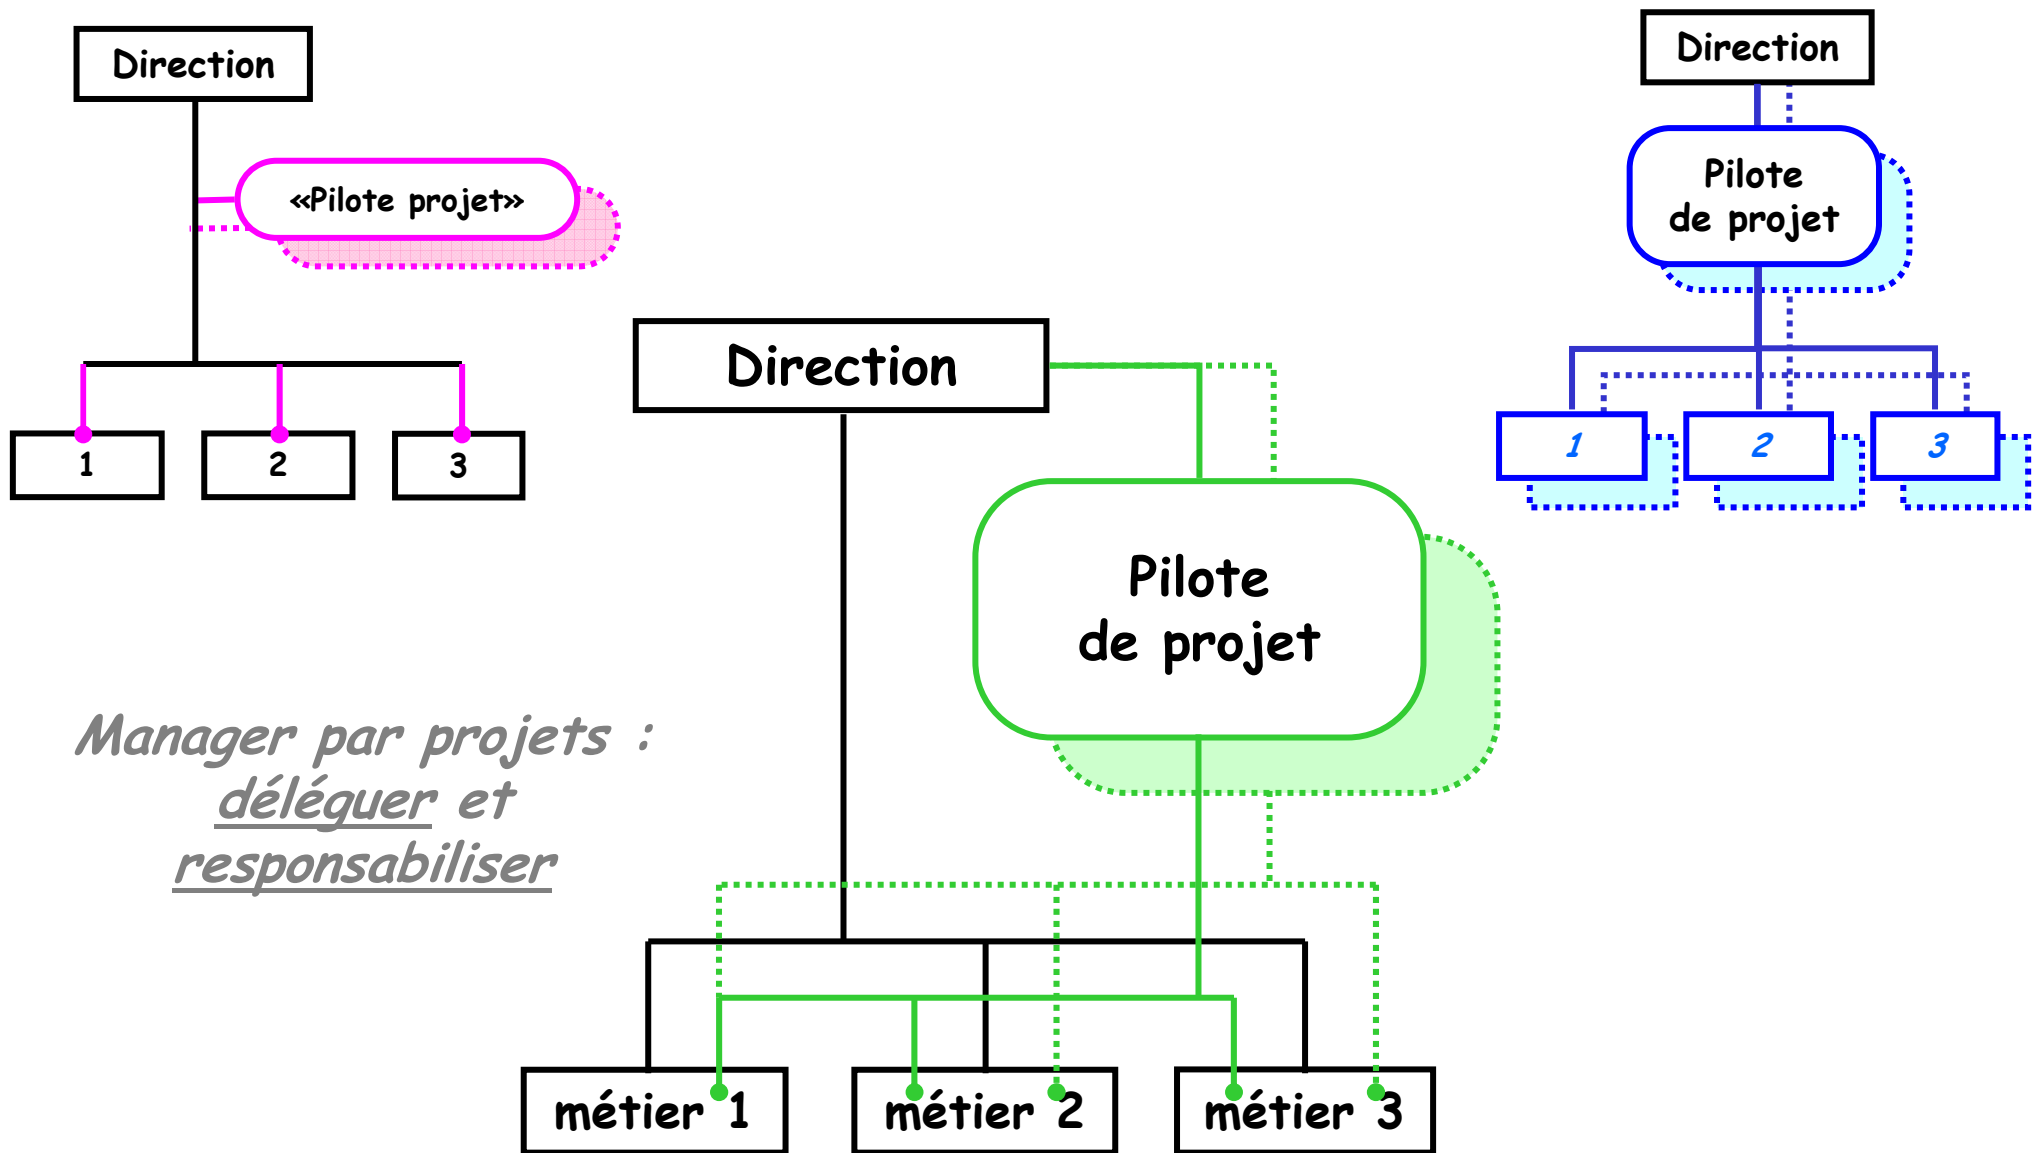 Direction
«Pilote projet»
1
2
3
Direction
Pilote
de projet
1
2
3
Direction
Pilote
de projet
Manager par projets :
déléguer et
responsabiliser
métier 1
métier 2
métier 3